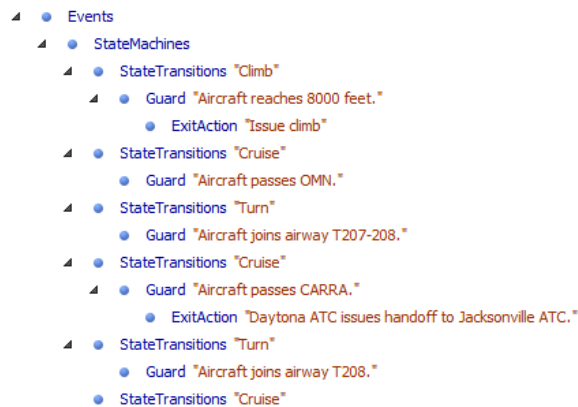 Events
StateMachines
StateTransitions "Climb"
Guard "Aircraft reaches 8000 feet."
ExitAction "Issue climb"
StateTransitions "Cruise"
Guard "Aircraft passes OMN."
StateTransitions "Turn"
Guard "Aircraft joins airway T207-208."
StateTransitions "Cruise"
Guard "Aircraft passes CARRA."
ExitAction "Daytona ATC issues handoff to Jacksonville ATC."
StateTransitions "Turn"
Guard "Aircraft joins airway T208."
StateTransitions "Cruise"